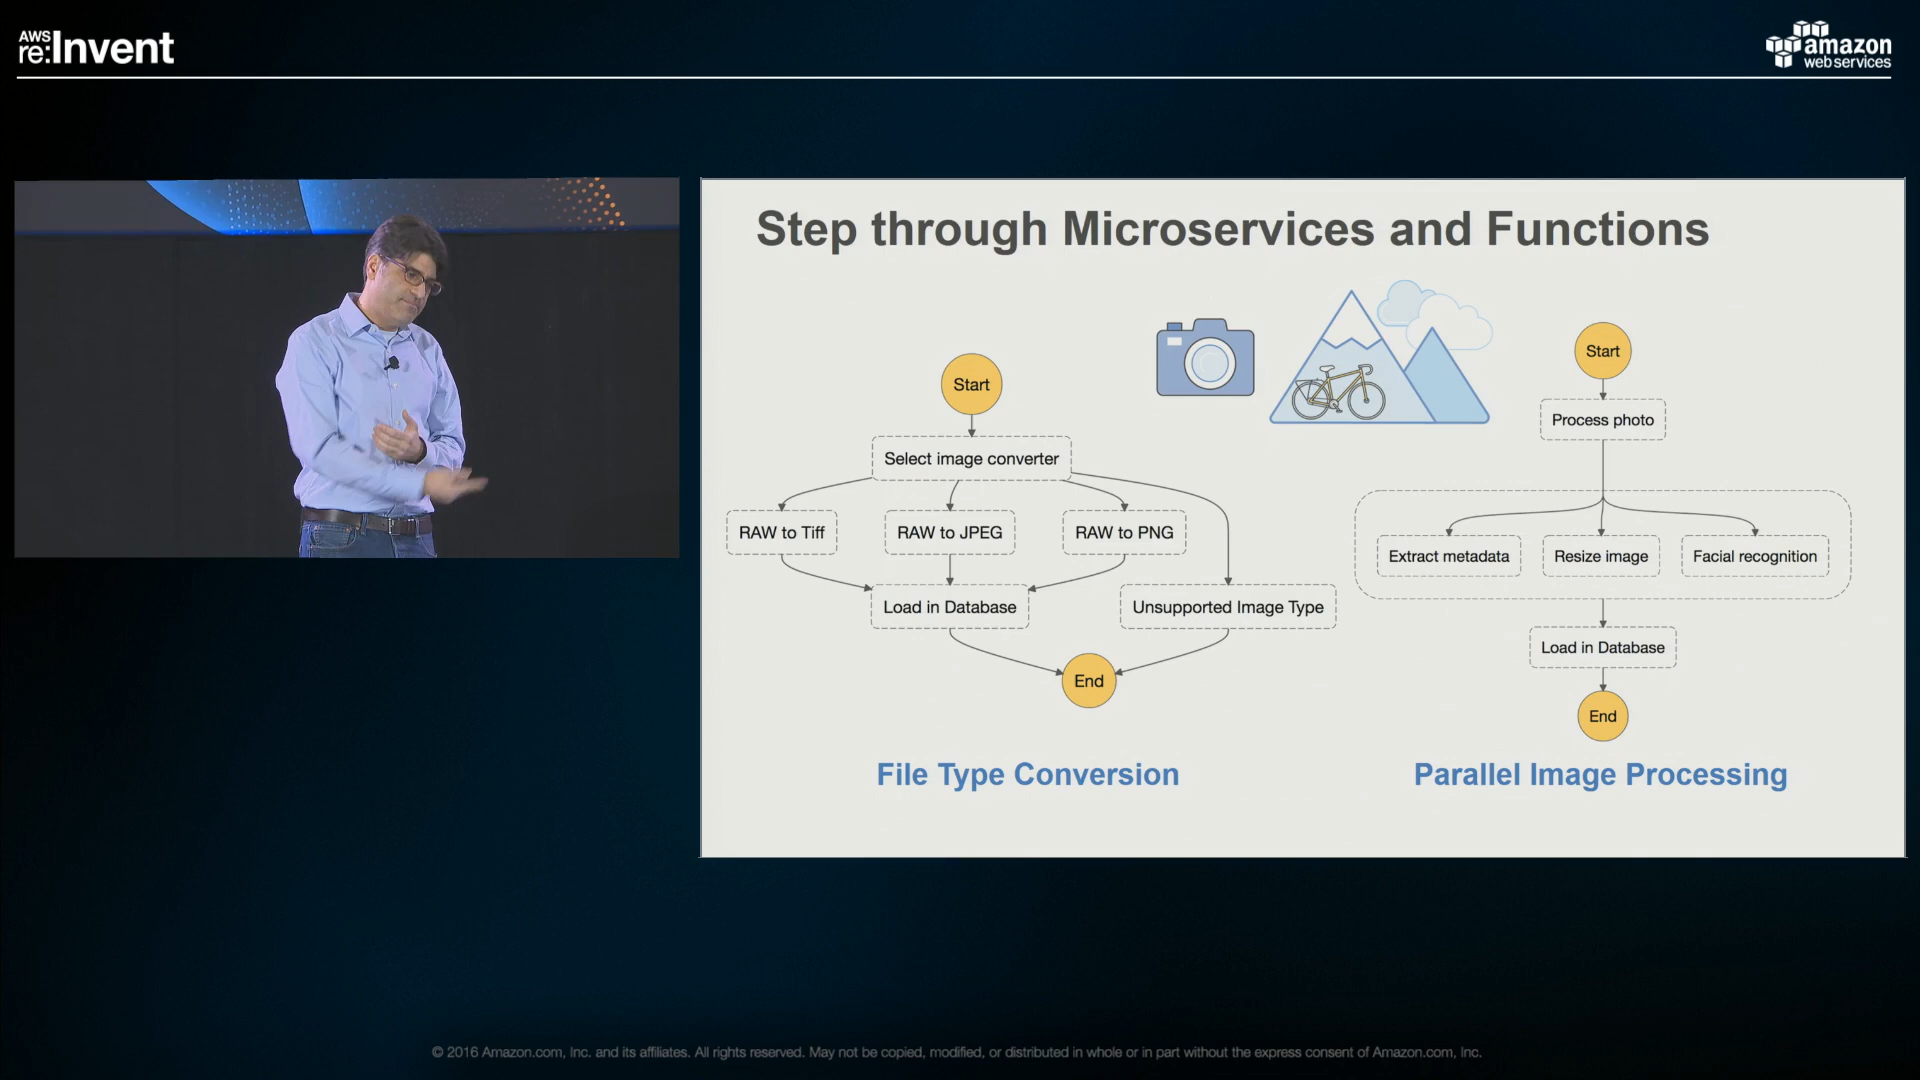 AWS
re:Invent
amazon
web services
Step through Microservices and Functions
Start
Select image converter
RAW to Tiff
RAW to JPEG
RAW to PNG
Load in Database
Unsupported Image Type
End
File Type Conversion
Start
Process photo
Extract metadata
Resize image
Facial recognition
Load in Database
End
Parallel Image Processing
© 2016 Amazon.com, Inc. and its affiliates. All rights reserved. May not be copied, modified, or distributed in whole or in part without the express consent of Amazon.com, Inc.